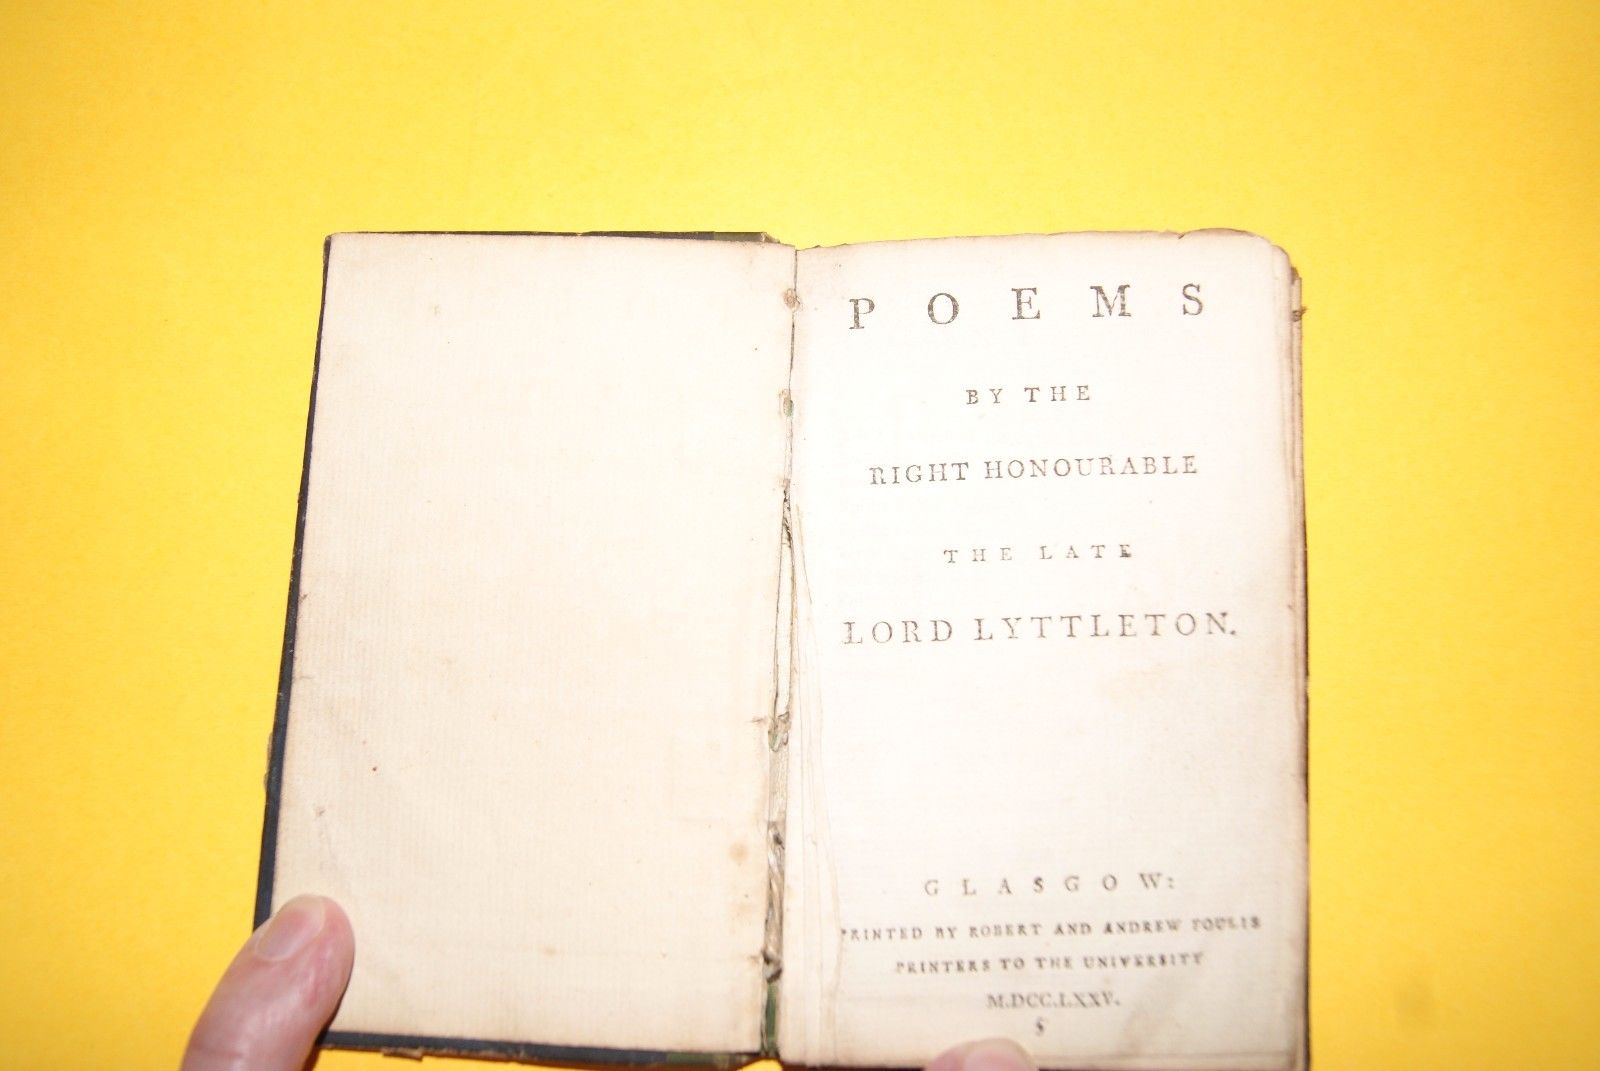 POEMS
BY THE
RIGHT HONOURABLE
THE LATE
LORD LYTTLETON.
GLASGOW:
PRINTED BY ROBERT AND ANDREW FOULIS
PRINTERS TO THE UNIVERSITY
M.DCC.LXXV.